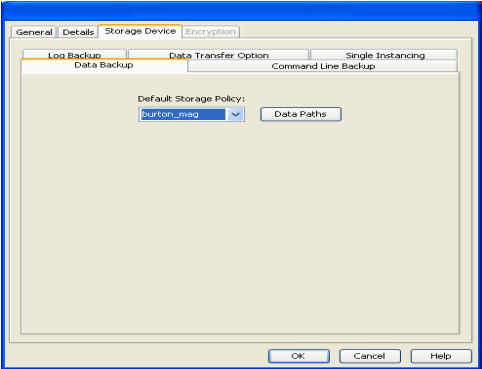 General Details Storage Device Encryption
Log Backup Data Transfer Option Single Instancing
Data Backup Command Line Backup
Default Storage Policy:
burton_mag Data Paths
OK Cancel Help